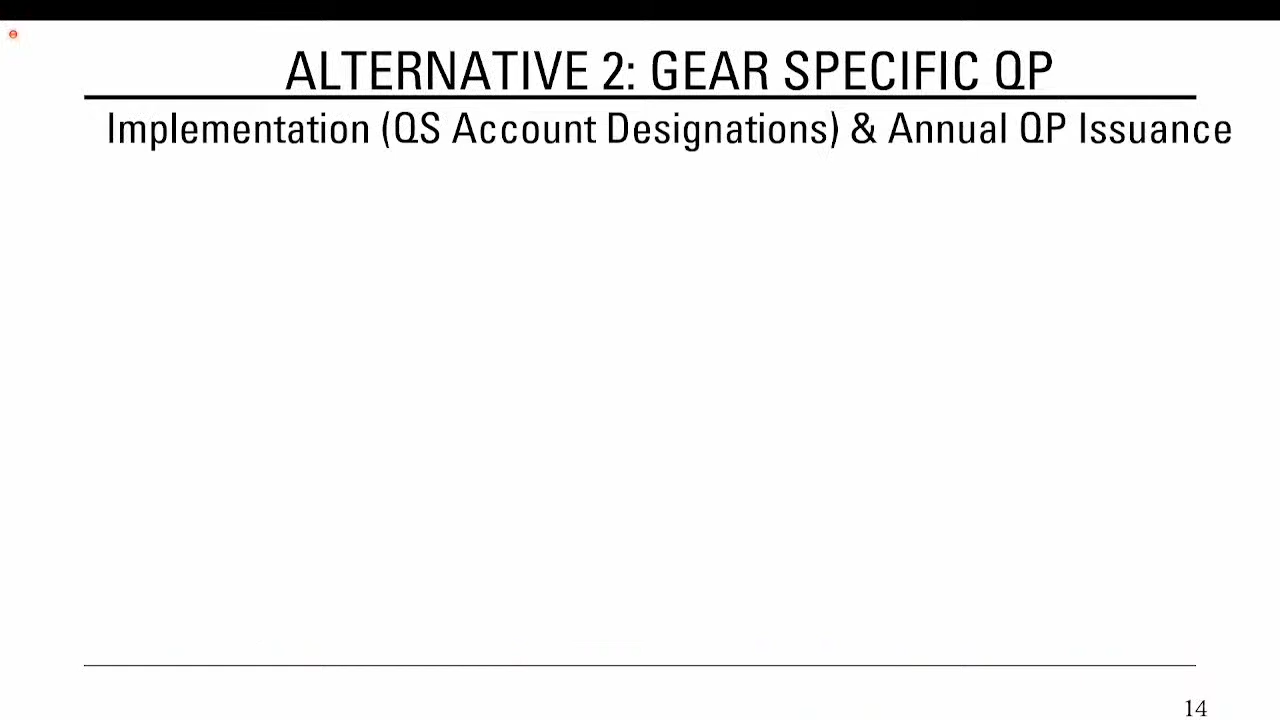 ALTERNATIVE 2: GEAR SPECIFIC QP
Implementation (QS Account Designations) & Annual QP Issuance
14